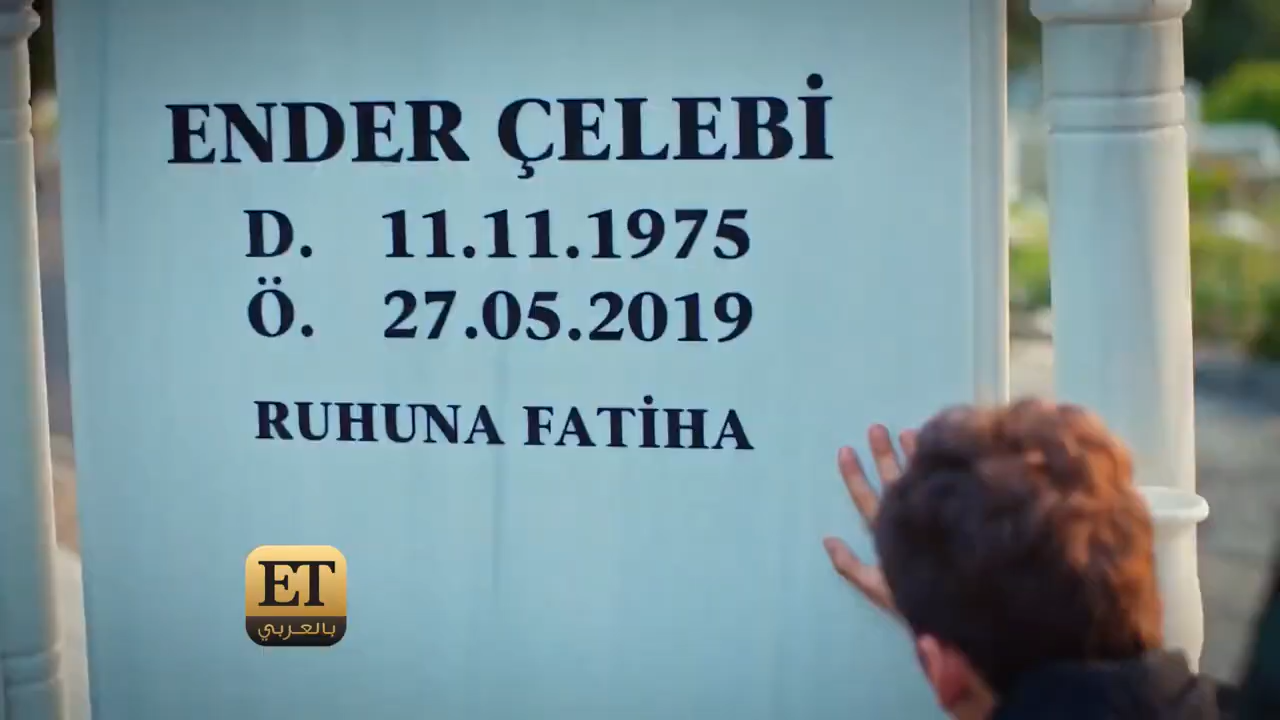 ENDER ÇELEBİ
D. 11.11.1975
Ö. 27.05.2019
RUHUNA FATİHA
ET
بالعربي